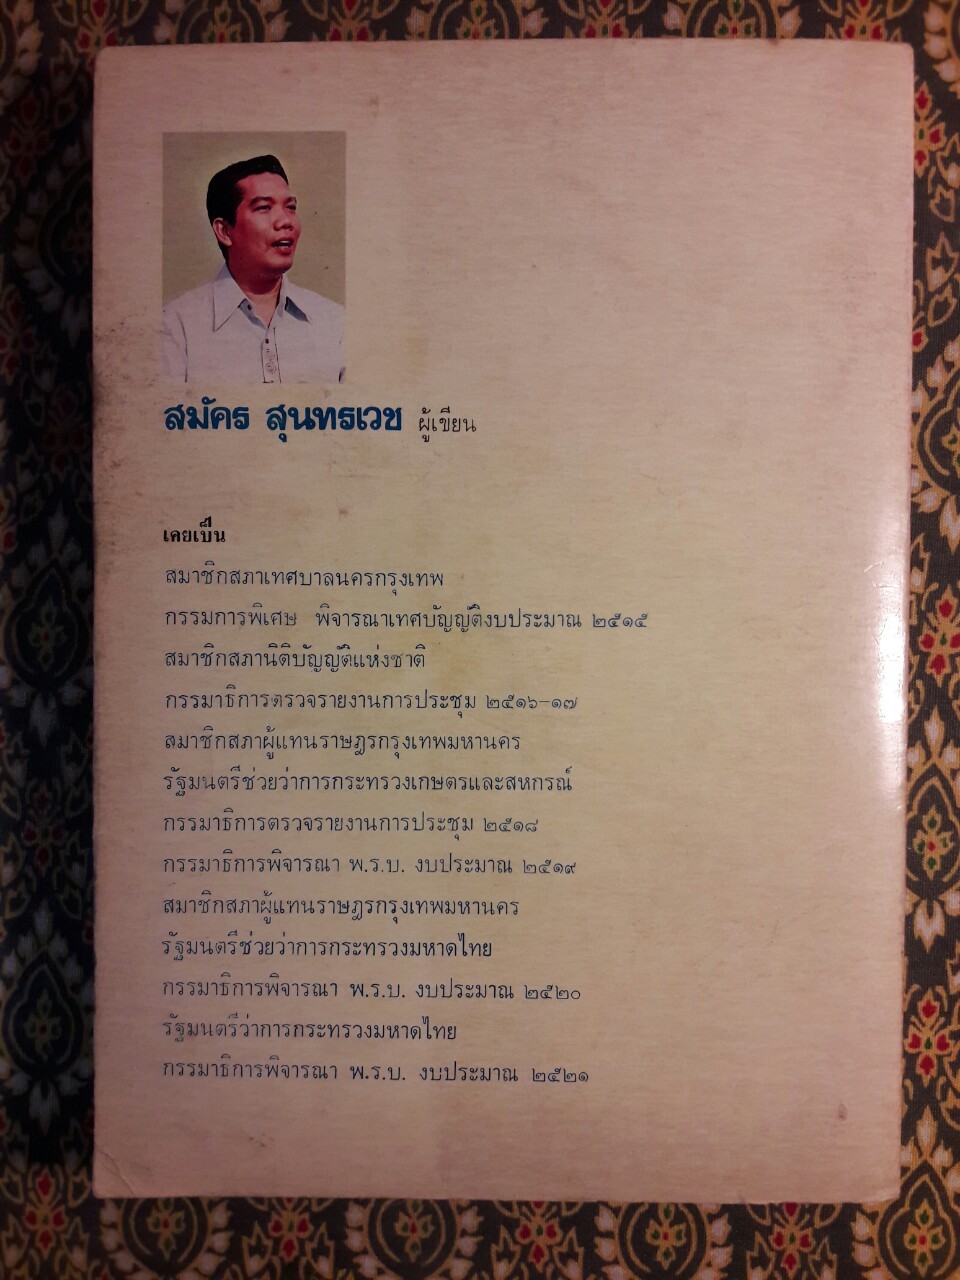 สมัคร สุนทรเวช ผู้เขียน
เคยเป็น
สมาชิกสภาเทศบาลนครกรุงเทพ
กรรมการพิเศษ พิจารณาเทศบัญญัติงบประมาณ ๒๕๑๕
สมาชิกสภานิติบัญญัติแห่งชาติ
กรรมาธิการตรวจรายงานการประชุม ๒๕๑๖-๑๗
สมาชิกสภาผู้แทนราษฎรกรุงเทพมหานคร
รัฐมนตรีช่วยว่าการกระทรวงเกษตรและสหกรณ์
กรรมาธิการตรวจรายงานการประชุม ๒๕๑๘
กรรมาธิการพิจารณา พ.ร.บ. งบประมาณ ๒๕๑๙
สมาชิกสภาผู้แทนราษฎรกรุงเทพมหานคร
รัฐมนตรีช่วยว่าการกระทรวงมหาดไทย
กรรมาธิการพิจารณา พ.ร.บ. งบประมาณ ๒๕๒๐
รัฐมนตรีว่าการกระทรวงมหาดไทย
กรรมาธิการพิจารณา พ.ร.บ. งบประมาณ ๒๕๒๑